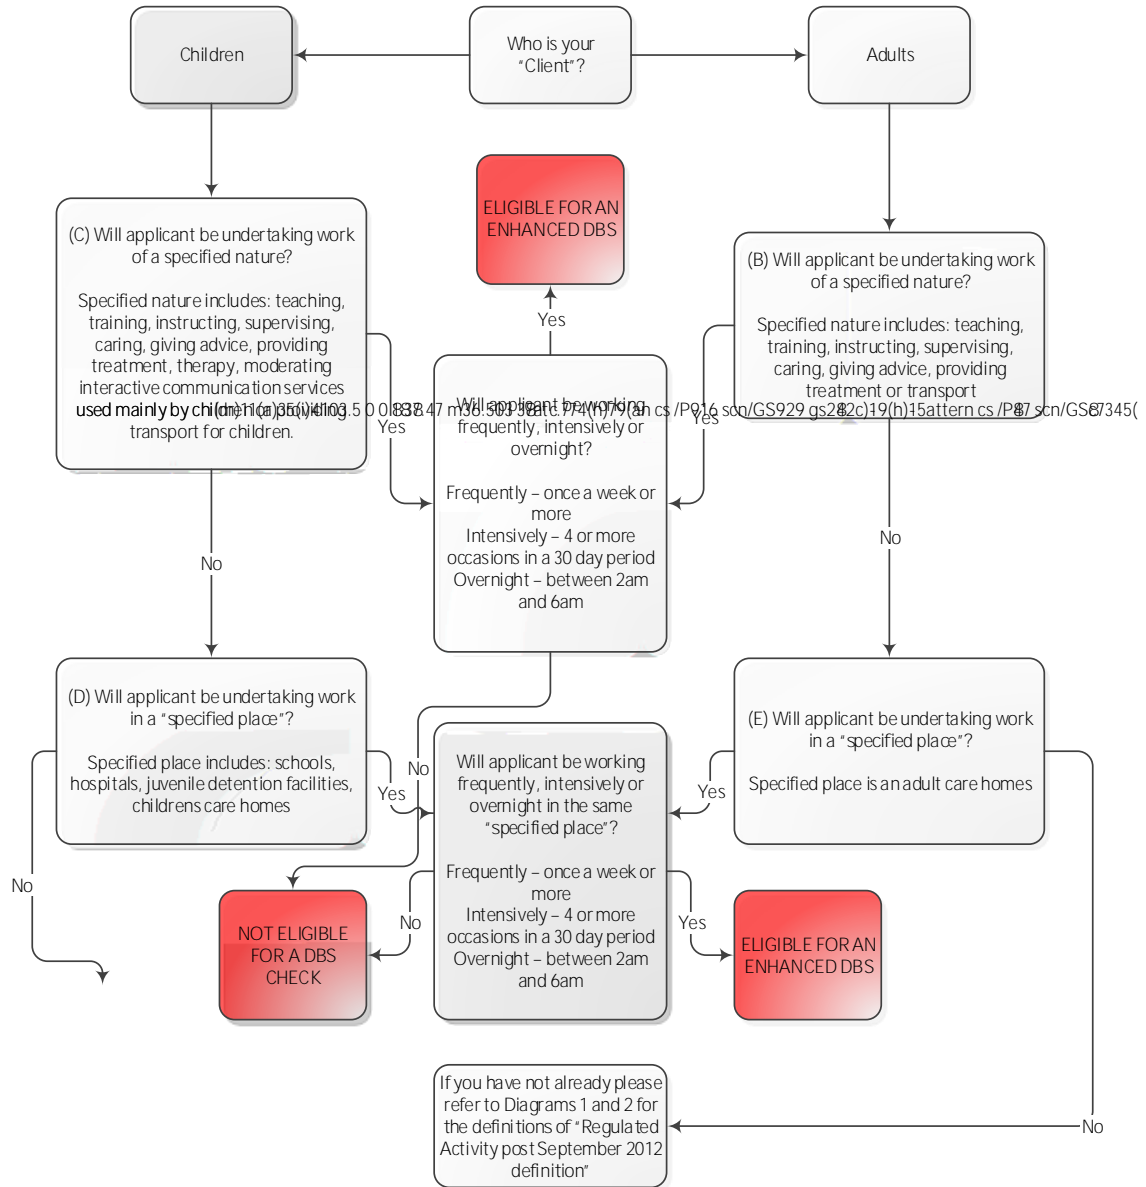 Children
Who is your
"Client"?
Adults
ELIGIBLE FOR AN
ENHANCED DBS
(C) Will applicant be undertaking work
of a specified nature?
Specified nature includes: teaching,
training, instructing, supervising,
caring, giving advice, providing
treatment, therapy, moderating
interactive communication services
used mainly by children
transport for children.
(B) Will applicant be undertaking work
of a specified nature?
Specified nature includes: teaching,
training, instructing, supervising,
caring, giving advice, providing
treatment or transport
Yes
Yes
Yes
Will applicant be working
frequently, intensively or
overnight?
Frequently – once a week or
more
Intensively – 4 or more
occasions in a 30 day period
Overnight – between 2am
and 6am
No
No
(D) Will applicant be undertaking work
in a "specified place"?
Specified place includes: schools,
hospitals, juvenile detention facilities,
childrens care homes
(E) Will applicant be undertaking work
in a "specified place"?
Specified place is an adult care homes
No
Yes
Yes
Will applicant be working
frequently, intensively or
overnight in the same
"specified place"?
Frequently – once a week or
more
Intensively – 4 or more
occasions in a 30 day period
Overnight – between 2am
and 6am
No
No
Yes
NOT ELIGIBLE
FOR A DBS
CHECK
ELIGIBLE FOR AN
ENHANCED DBS
If you have not already please
refer to Diagrams 1 and 2 for
the definitions of "Regulated
Activity post September 2012
definition"
No